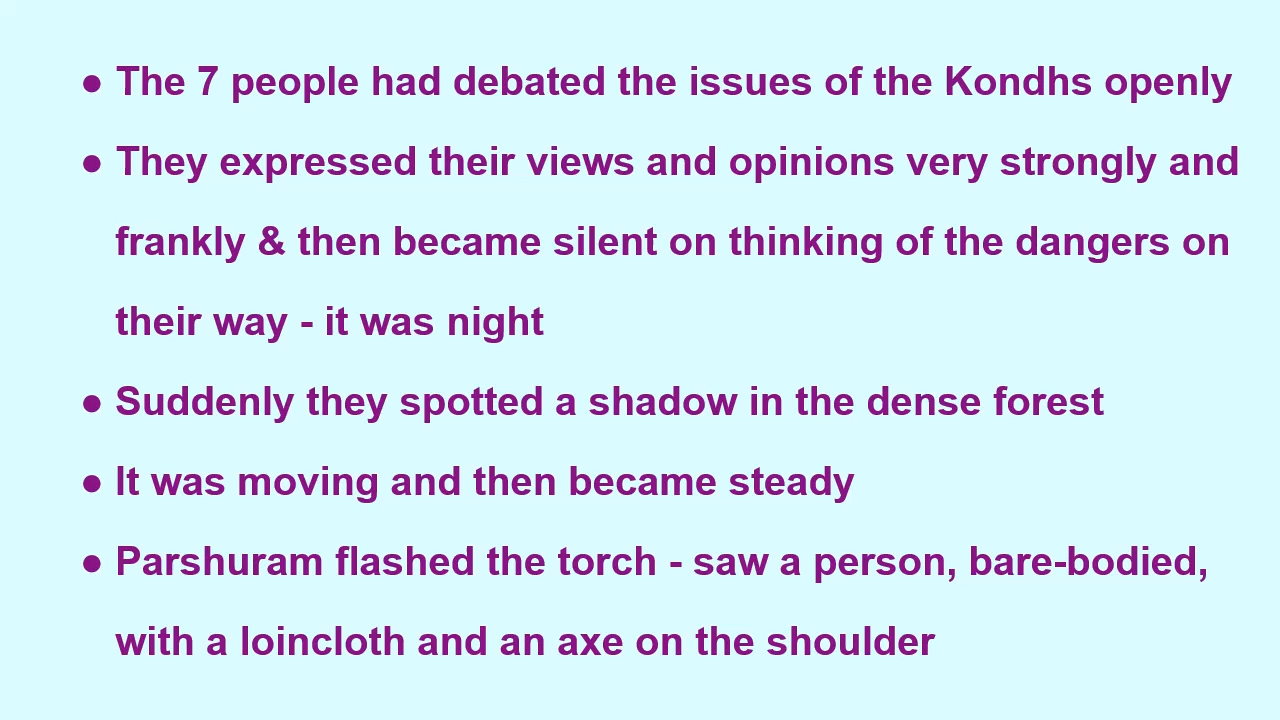 ● The 7 people had debated the issues of the Kondhs openly
● They expressed their views and opinions very strongly and
frankly & then became silent on thinking of the dangers on
their way - it was night
● Suddenly they spotted a shadow in the dense forest
● It was moving and then became steady
● Parshuram flashed the torch - saw a person, bare-bodied,
with a loincloth and an axe on the shoulder